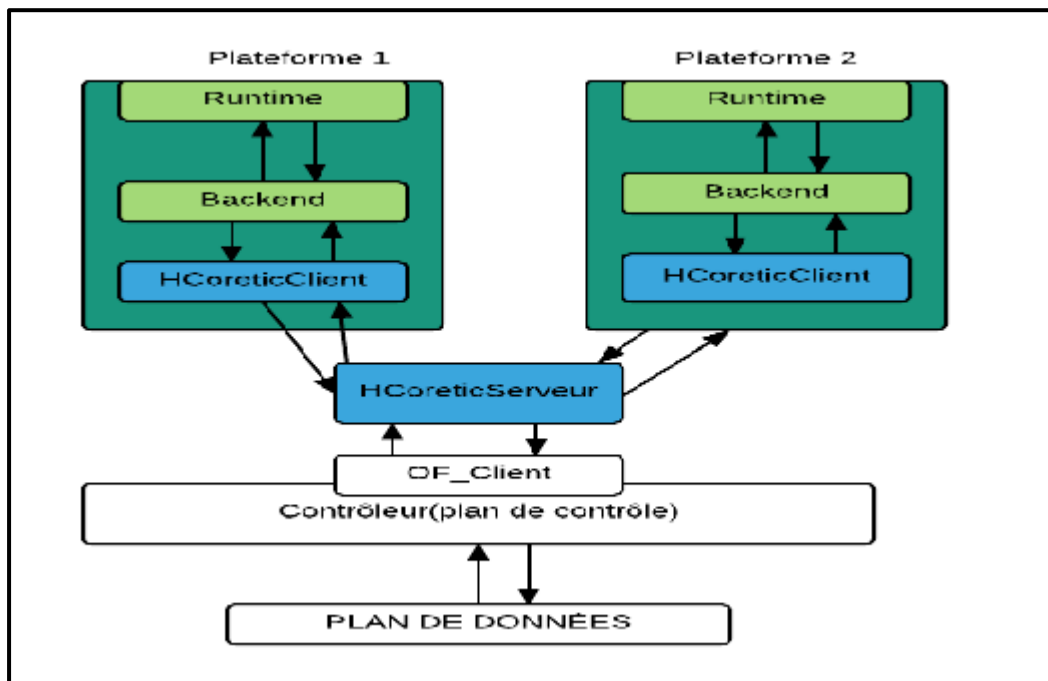 Plateforme 1
Plateforme 2
Runtime
Runtime
Backend
Backend
HCoreticClient
HCoreticClient
HCoreticServeur
OF_Client
Contrôleur(plan de contrôle)
PLAN DE DONNÉES